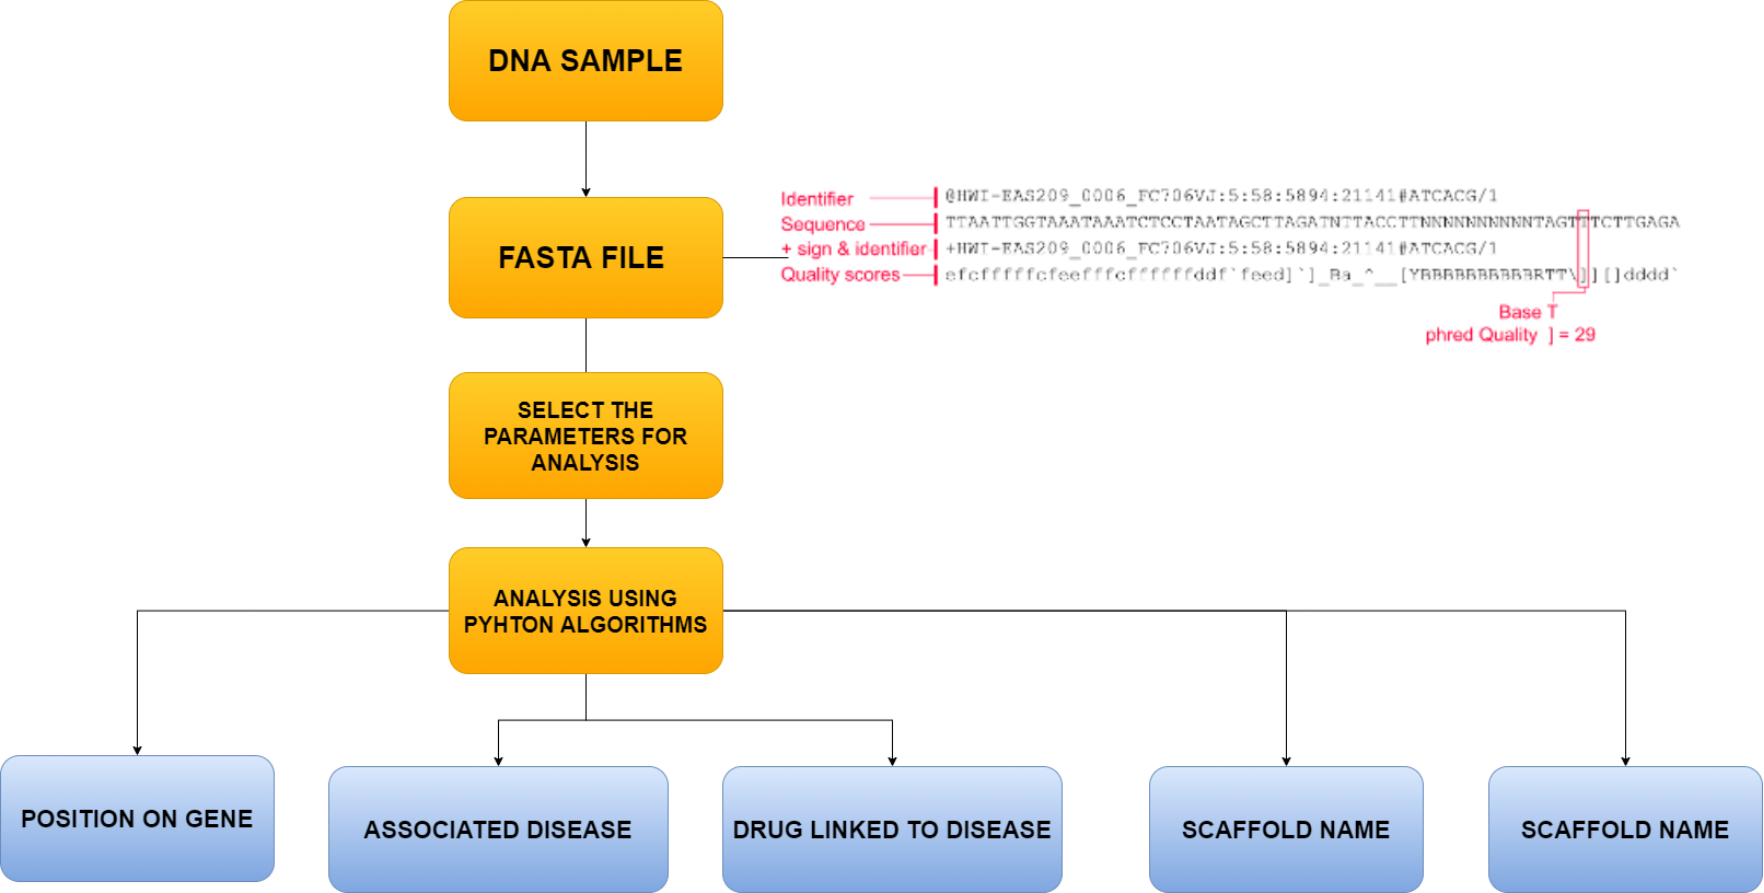 DNA SAMPLE
FASTA FILE
Identifier
@HWI-EAS209_0006_FC706VJ:5:58:5894:21141#ATCACG/1
Sequence
TTAATTGGTAAATAAATCTCCTAATAGCTTAGATNTTACCTTNNNNNNNNNNTAGTTTCTTGAGA
+ sign & identifier
+HWI-EAS209_0006_FC706VJ:5:58:5894:21141#ATCACG/1
Quality scores
efcfffffcfeefffcffffffddf`feed]`]_Ba_^__[YBBBBBBBBBBRTT\]][]dddd`
Base T
phred Quality ] = 29
SELECT THE
PARAMETERS FOR
ANALYSIS
ANALYSIS USING
PYHTON ALGORITHMS
POSITION ON GENE
ASSOCIATED DISEASE
DRUG LINKED TO DISEASE
SCAFFOLD NAME
SCAFFOLD NAME